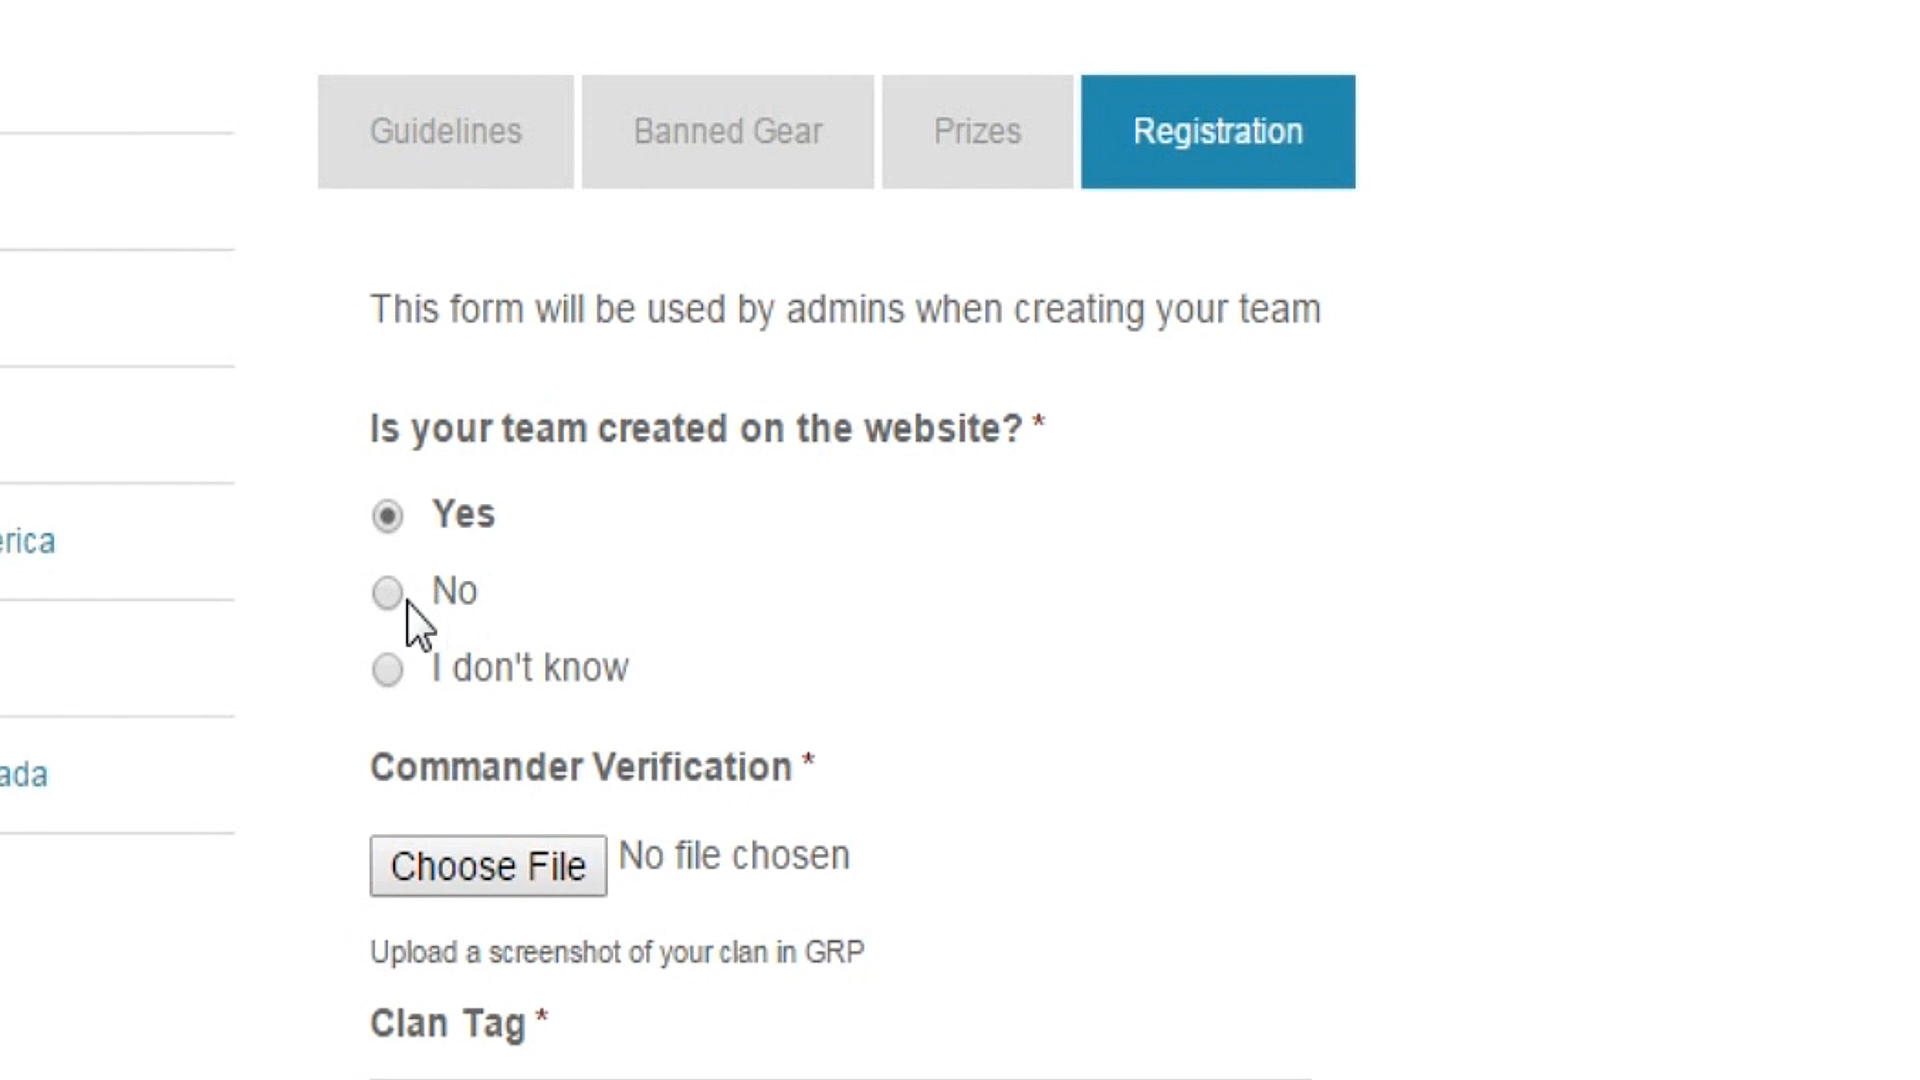 Guidelines
Banned Gear
Prizes
Registration
This form will be used by admins when creating your team
Is your team created on the website? *
Yes
No
erica
I don't know
Commander Verification *
ada
Choose File No file chosen
Upload a screenshot of your clan in GRP
Clan Tag *